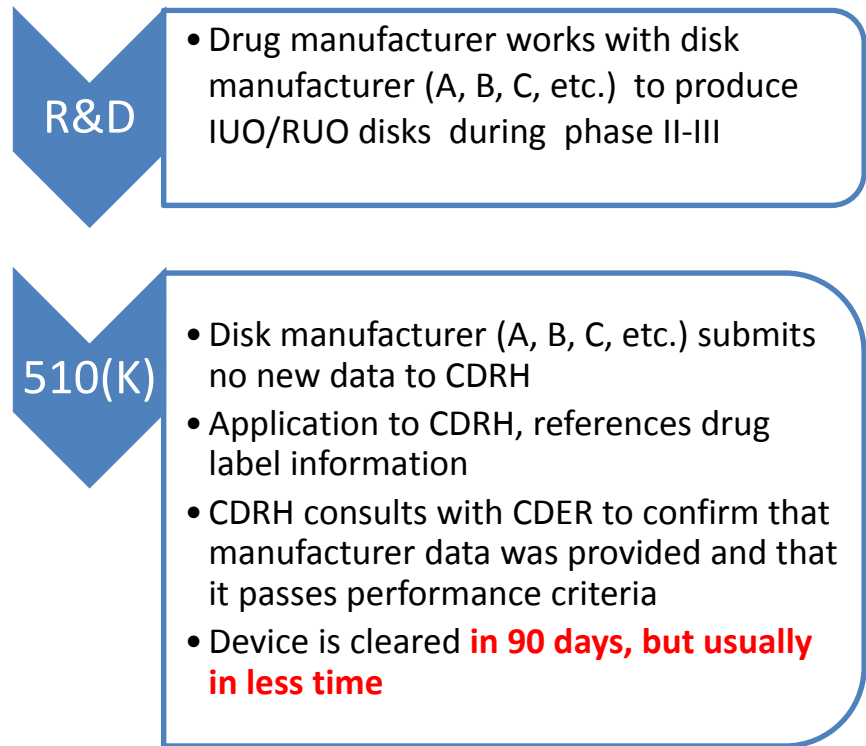 R&D
• Drug manufacturer works with disk
manufacturer (A, B, C, etc.) to produce
IUO/RUO disks during phase II-III
510(K)
• Disk manufacturer (A, B, C, etc.) submits
no new data to CDRH
• Application to CDRH, references drug
label information
• CDRH consults with CDER to confirm that
manufacturer data was provided and that
it passes performance criteria
• Device is cleared in 90 days, but usually
in less time